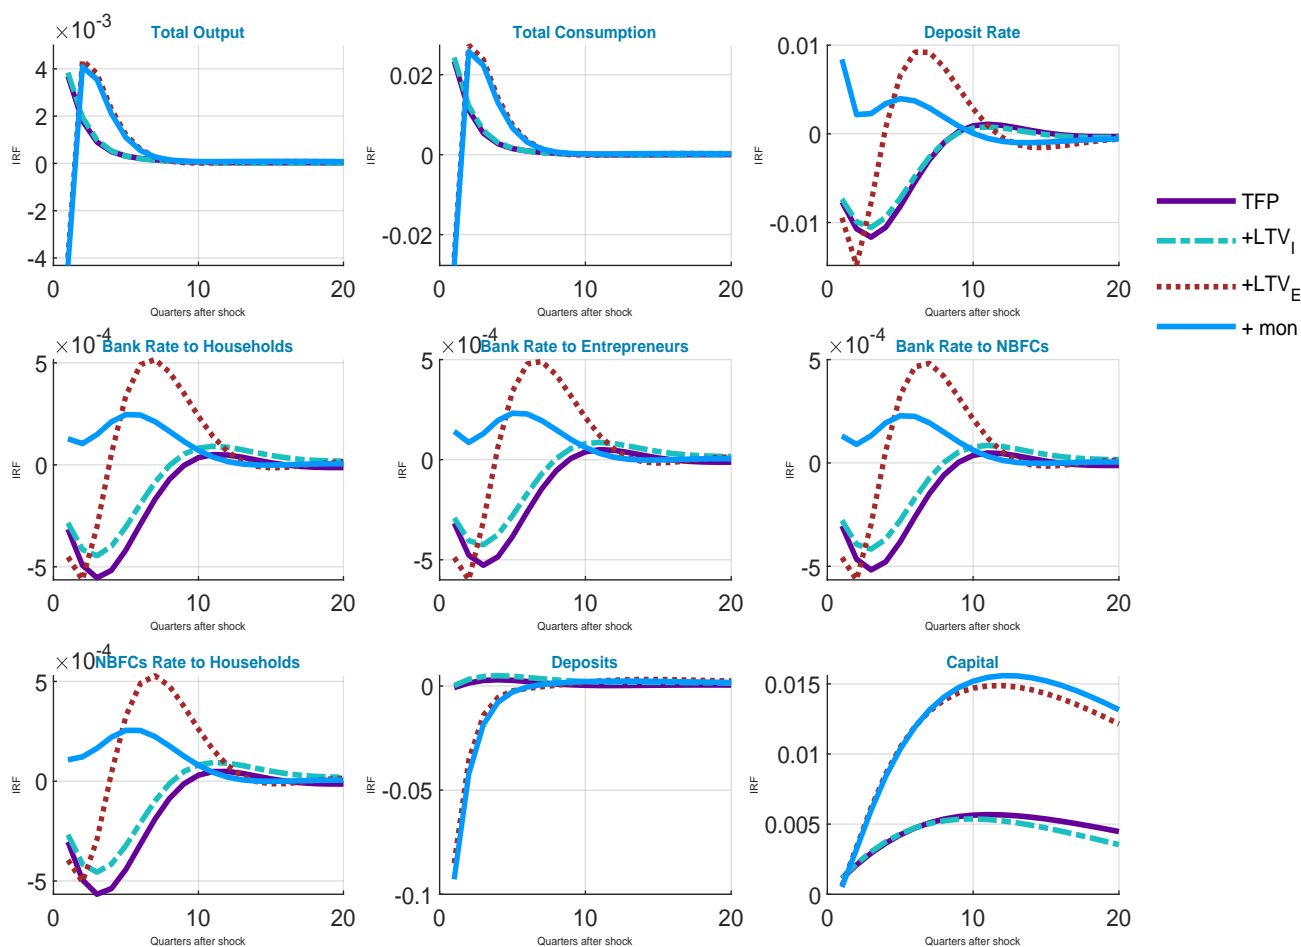 ×10^-3
Total Output
Total Consumption
Deposit Rate
4
2
0
-2
-4
IRF
0 10 20
Quarters after shock
0.02
0
-0.02
IRF
0 10 20
Quarters after shock
0.01
0
-0.01
IRF
0 10 20
Quarters after shock
TFP
+LTV_I
+LTV_E
+ mon
×10^-4
Bank Rate to Households
5
0
-5
IRF
0 10 20
Quarters after shock
×10^-4
Bank Rate to Entrepreneurs
5
0
-5
IRF
0 10 20
Quarters after shock
×10^-4
Bank Rate to NBFCs
5
0
-5
IRF
0 10 20
Quarters after shock
×10^-4
NBFCs Rate to Households
5
0
-5
IRF
0 10 20
Quarters after shock
Deposits
0
-0.05
-0.1
IRF
0 10 20
Quarters after shock
Capital
0.015
0.01
0.005
0
IRF
0 10 20
Quarters after shock